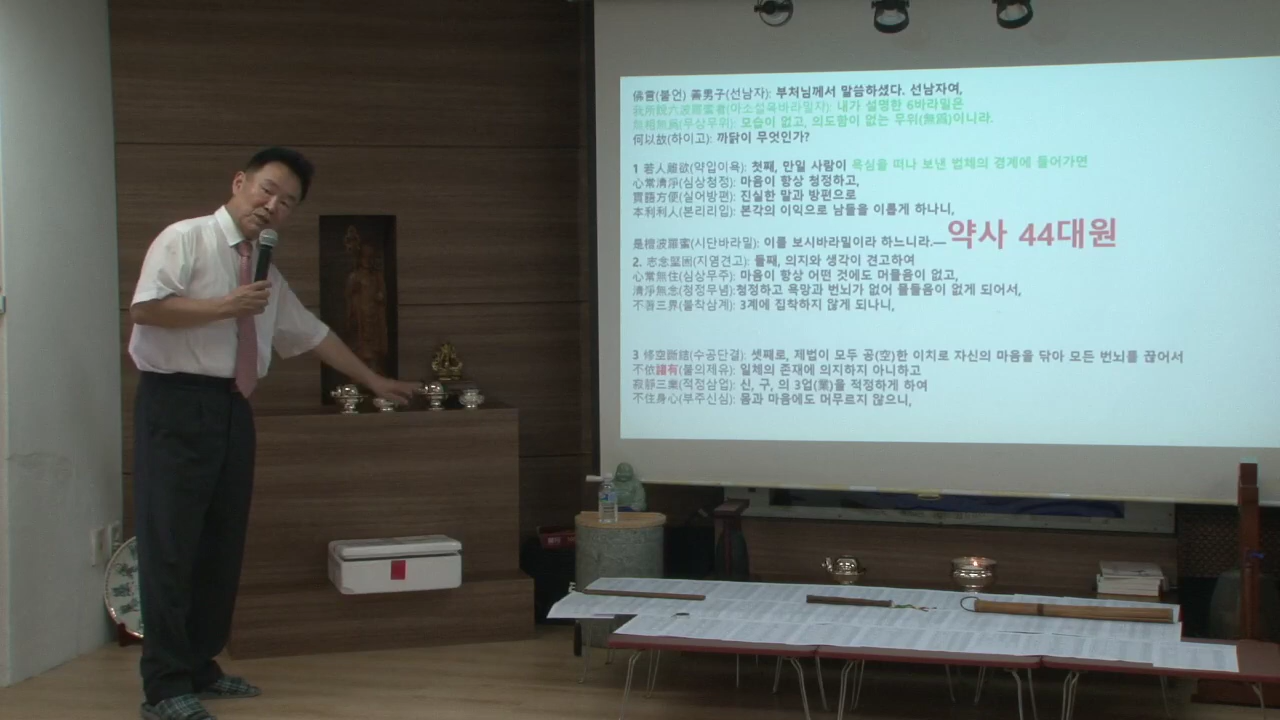 佛言(불언) 善男子(선남자): 부처님께서 말씀하셨다. 선남자여,
我所說六波羅蜜者(아소설육바라밀자): 내가 설명한 6바라밀은
無相無爲(무상무위): 모습이 없고, 의도함이 없는 무위(無爲)이니라.
何以故(하이고): 까닭이 무엇인가?
1 若人離欲(약입이욕): 첫째, 만일 사람이 욕심을 떠나 보낸 법체의 경계에 들어가면
心常清淨(심상청정): 마음이 항상 청정하고,
實語方便(실어방편): 진실한 말과 방편으로
本利利人(본리리입): 본각의 이익으로 남들을 이롭게 하나니,
是檀波羅蜜(시단바라밀): 이를 보시바라밀이라 하느니라.—약사 44대원
2. 志念堅固(지염견고): 둘째, 의지와 생각이 견고하여
心常無住(심상무주): 마음이 항상 어떤 것에도 머물음이 없고,
清淨無念(청정무념):청정하고 욕망과 번뇌가 없어 물들음이 없게 되어서,
不著三界(불착삼계): 3계에 집착하지 않게 되나니,
3 修空斷結(수공단결): 셋째로, 제법이 모두 공(空)한 이치로 자신의 마음을 닦아 모든 번뇌를 끊어서
不依諸有(불의제유): 일체의 존재에 의지하지 아니하고
寂靜三業(적정삼업): 신, 구, 의 3업(業)을 적정하게 하여
不住身心(부주신심): 몸과 마음에도 머무르지 않으니,